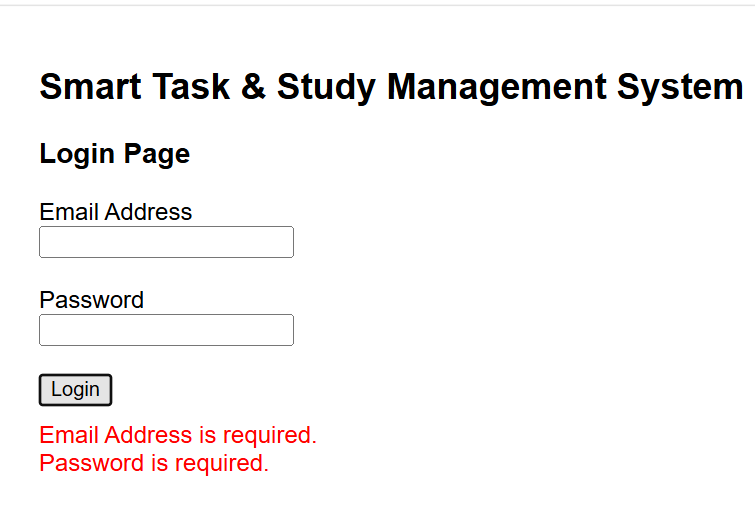 Smart Task & Study Management System
Login Page
Email Address
Password
Login
Email Address is required.
Password is required.